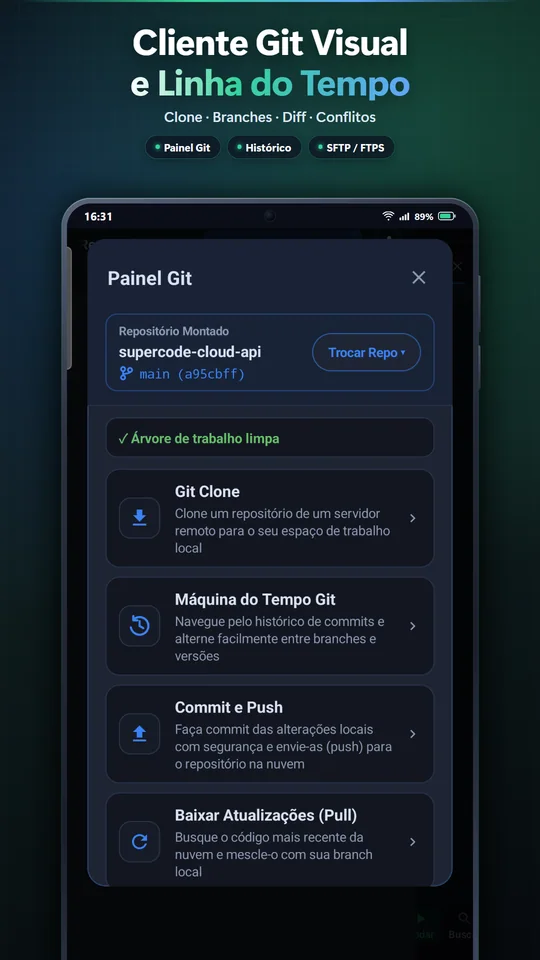 Cliente Git Visual
e Linha do Tempo
Clone · Branches · Diff · Conflitos
Painel Git
Histórico
SFTP / FTPS
16:31
89%
Painel Git
Repositório Montado
supercode-cloud-api
main (a95cbff)
Trocar Repo
✓ Árvore de trabalho limpa
Git Clone
Clone um repositório de um servidor
remoto para o seu espaço de trabalho
local
Máquina do Tempo Git
Navegue pelo histórico de commits e
alterne facilmente entre branches e
versões
Commit e Push
Faça commit das alterações locais
com segurança e envie-as (push) para
o repositório na nuvem
Baixar Atualizações (Pull)
Busque o código mais recente da
nuvem e mescle-o com sua branch
local